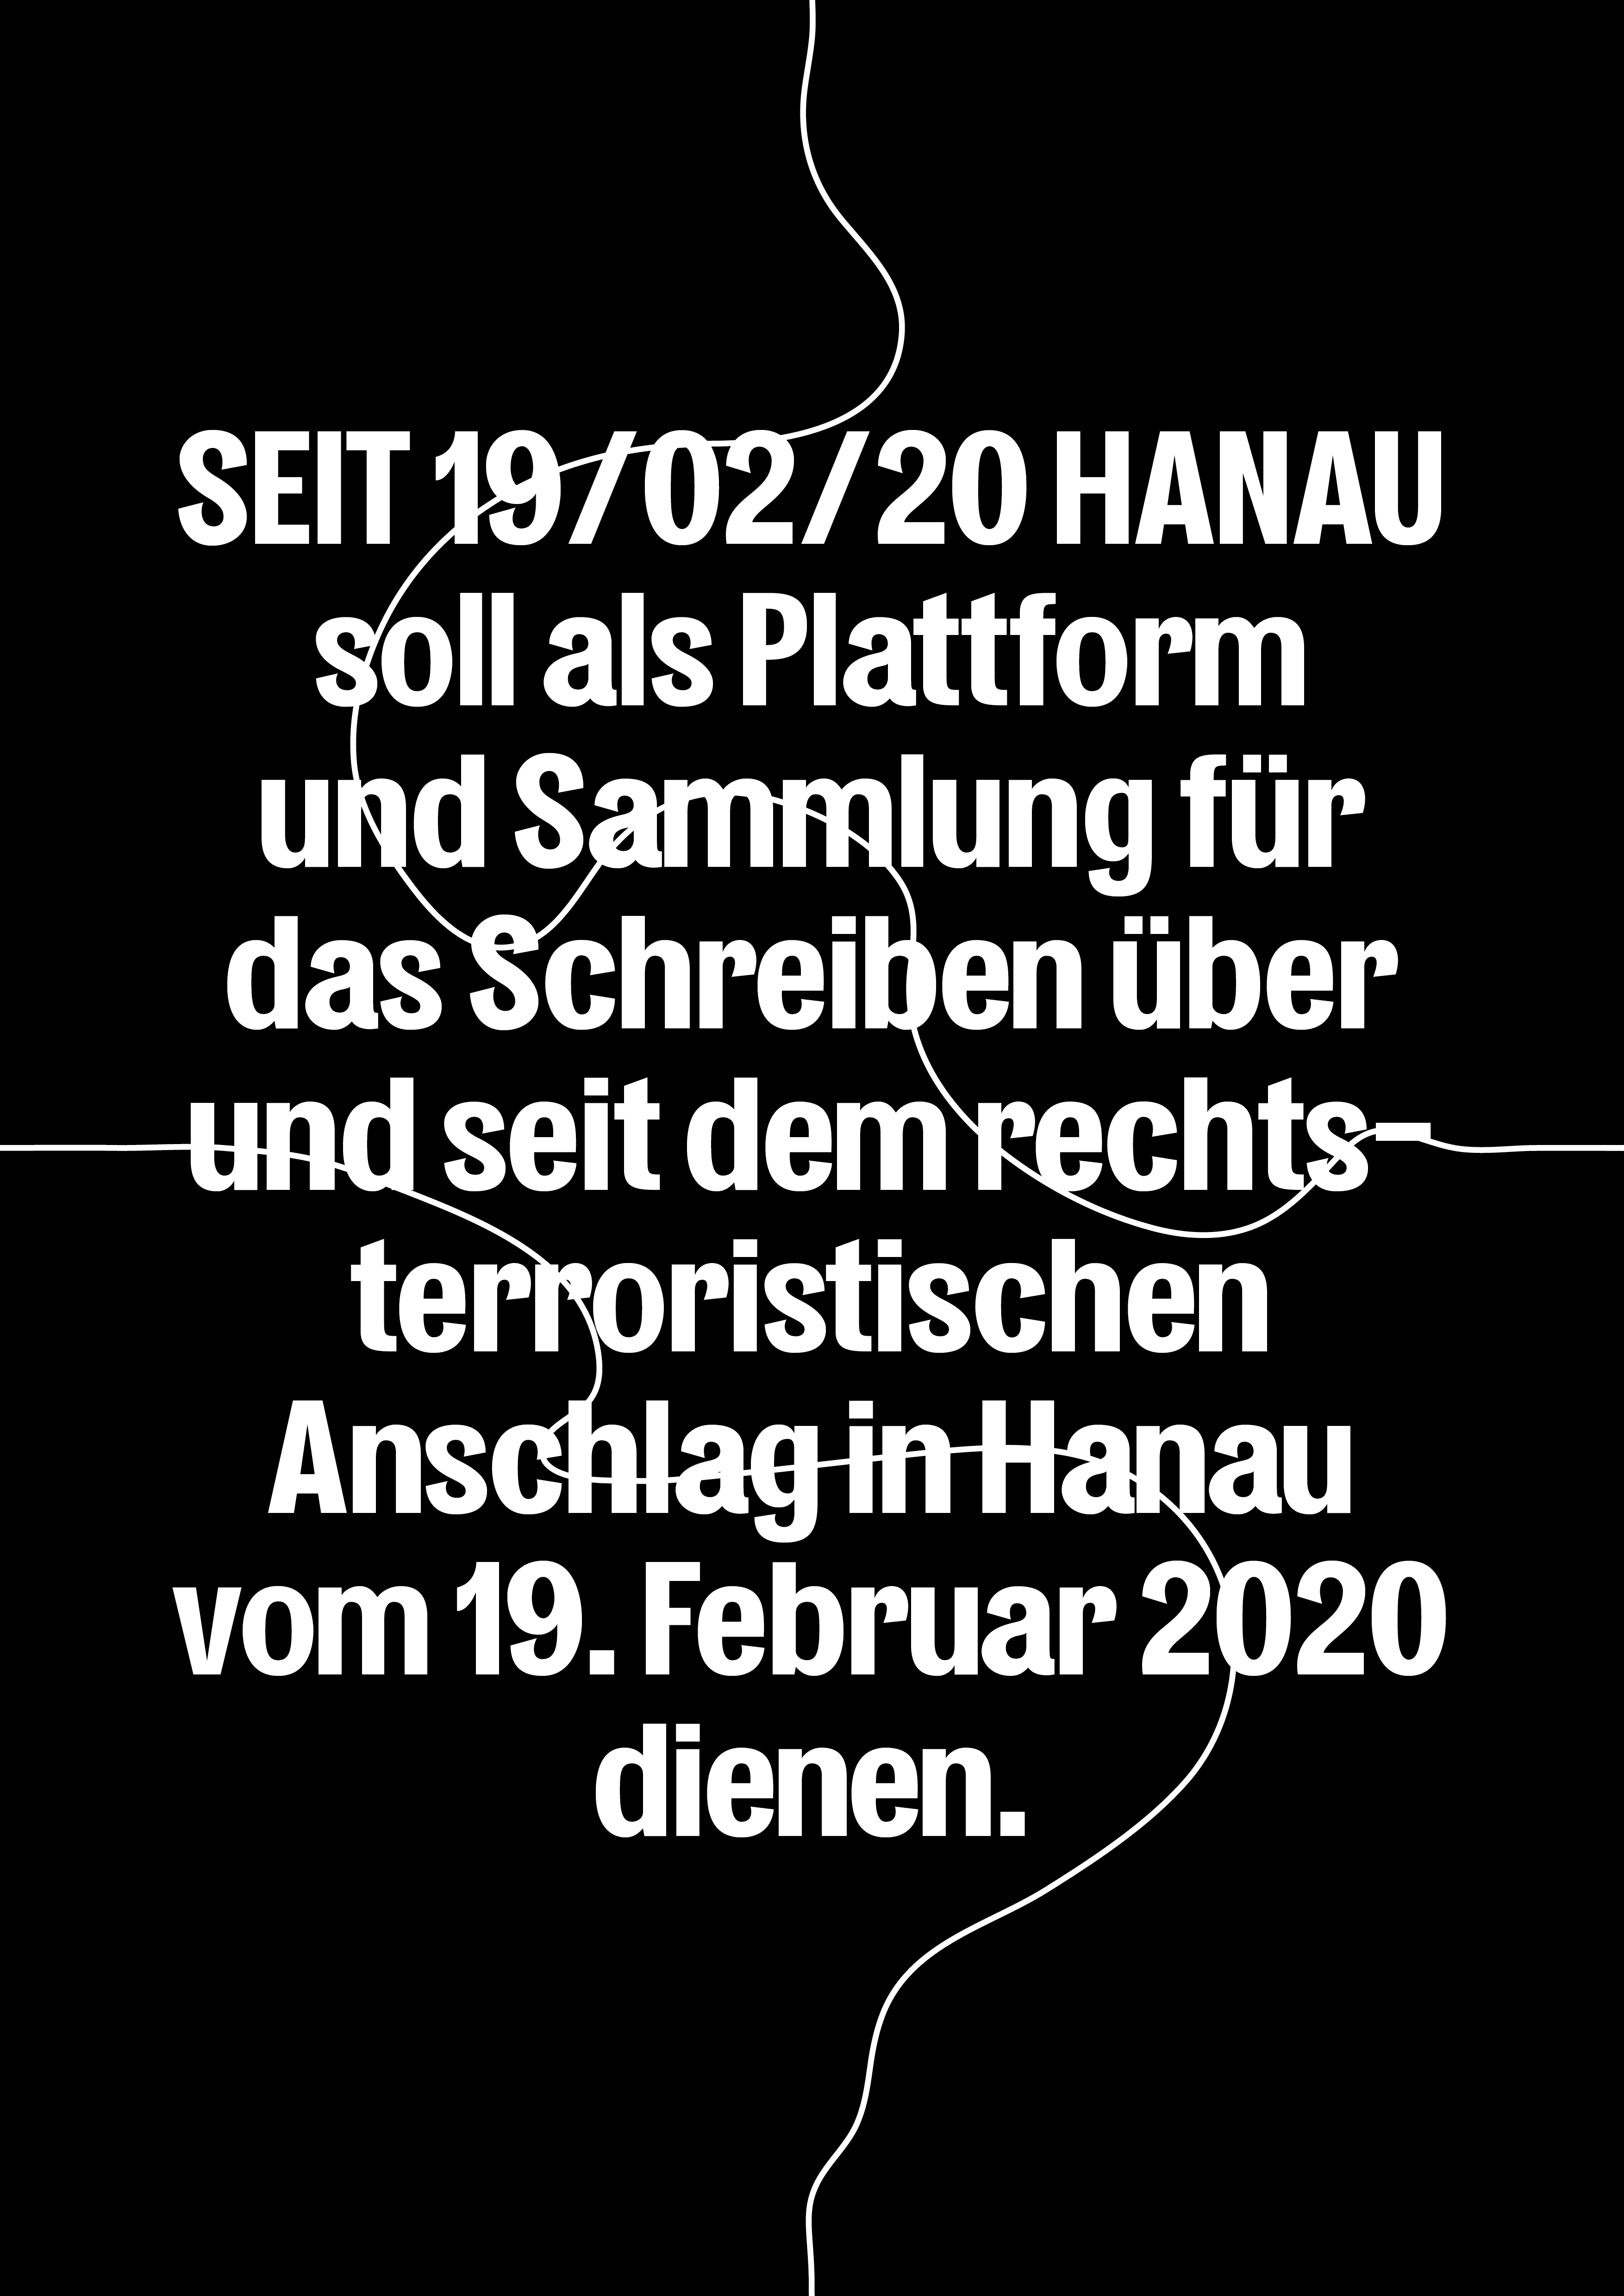 SEIT 19/02/20 HANAU
soll als Plattform
und Sammlung für
das Schreiben über
und seit dem rechts-
terroristischen
Anschlag in Hanau
vom 19. Februar 2020
dienen.